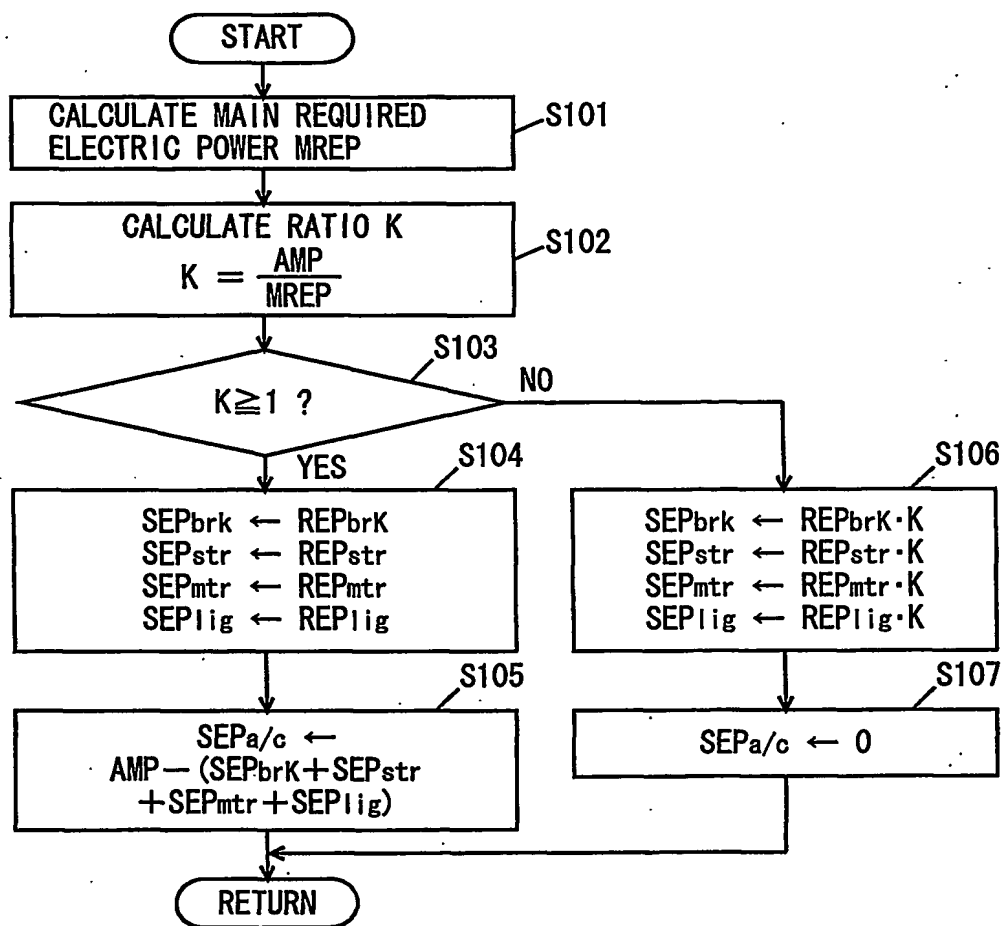 START
CALCULATE MAIN REQUIRED
ELECTRIC POWER MREP
S101
CALCULATE RATIO K
K = AMP/MREP
S102
S103
K≧1 ?
NO
YES
S104
SEPbrk ← REPbrK
SEPstr ← REPstr
SEPmtr ← REPmtr
SEPlig ← REPlig
S106
SEPbrk ← REPbrK·K
SEPstr ← REPstr·K
SEPmtr ← REPmtr·K
SEPlig ← REPlig·K
S105
SEPa/c ←
AMP-(SEPbrK+SEPstr
+SEPmtr+SEPlig)
S107
SEPa/c ← 0
RETURN